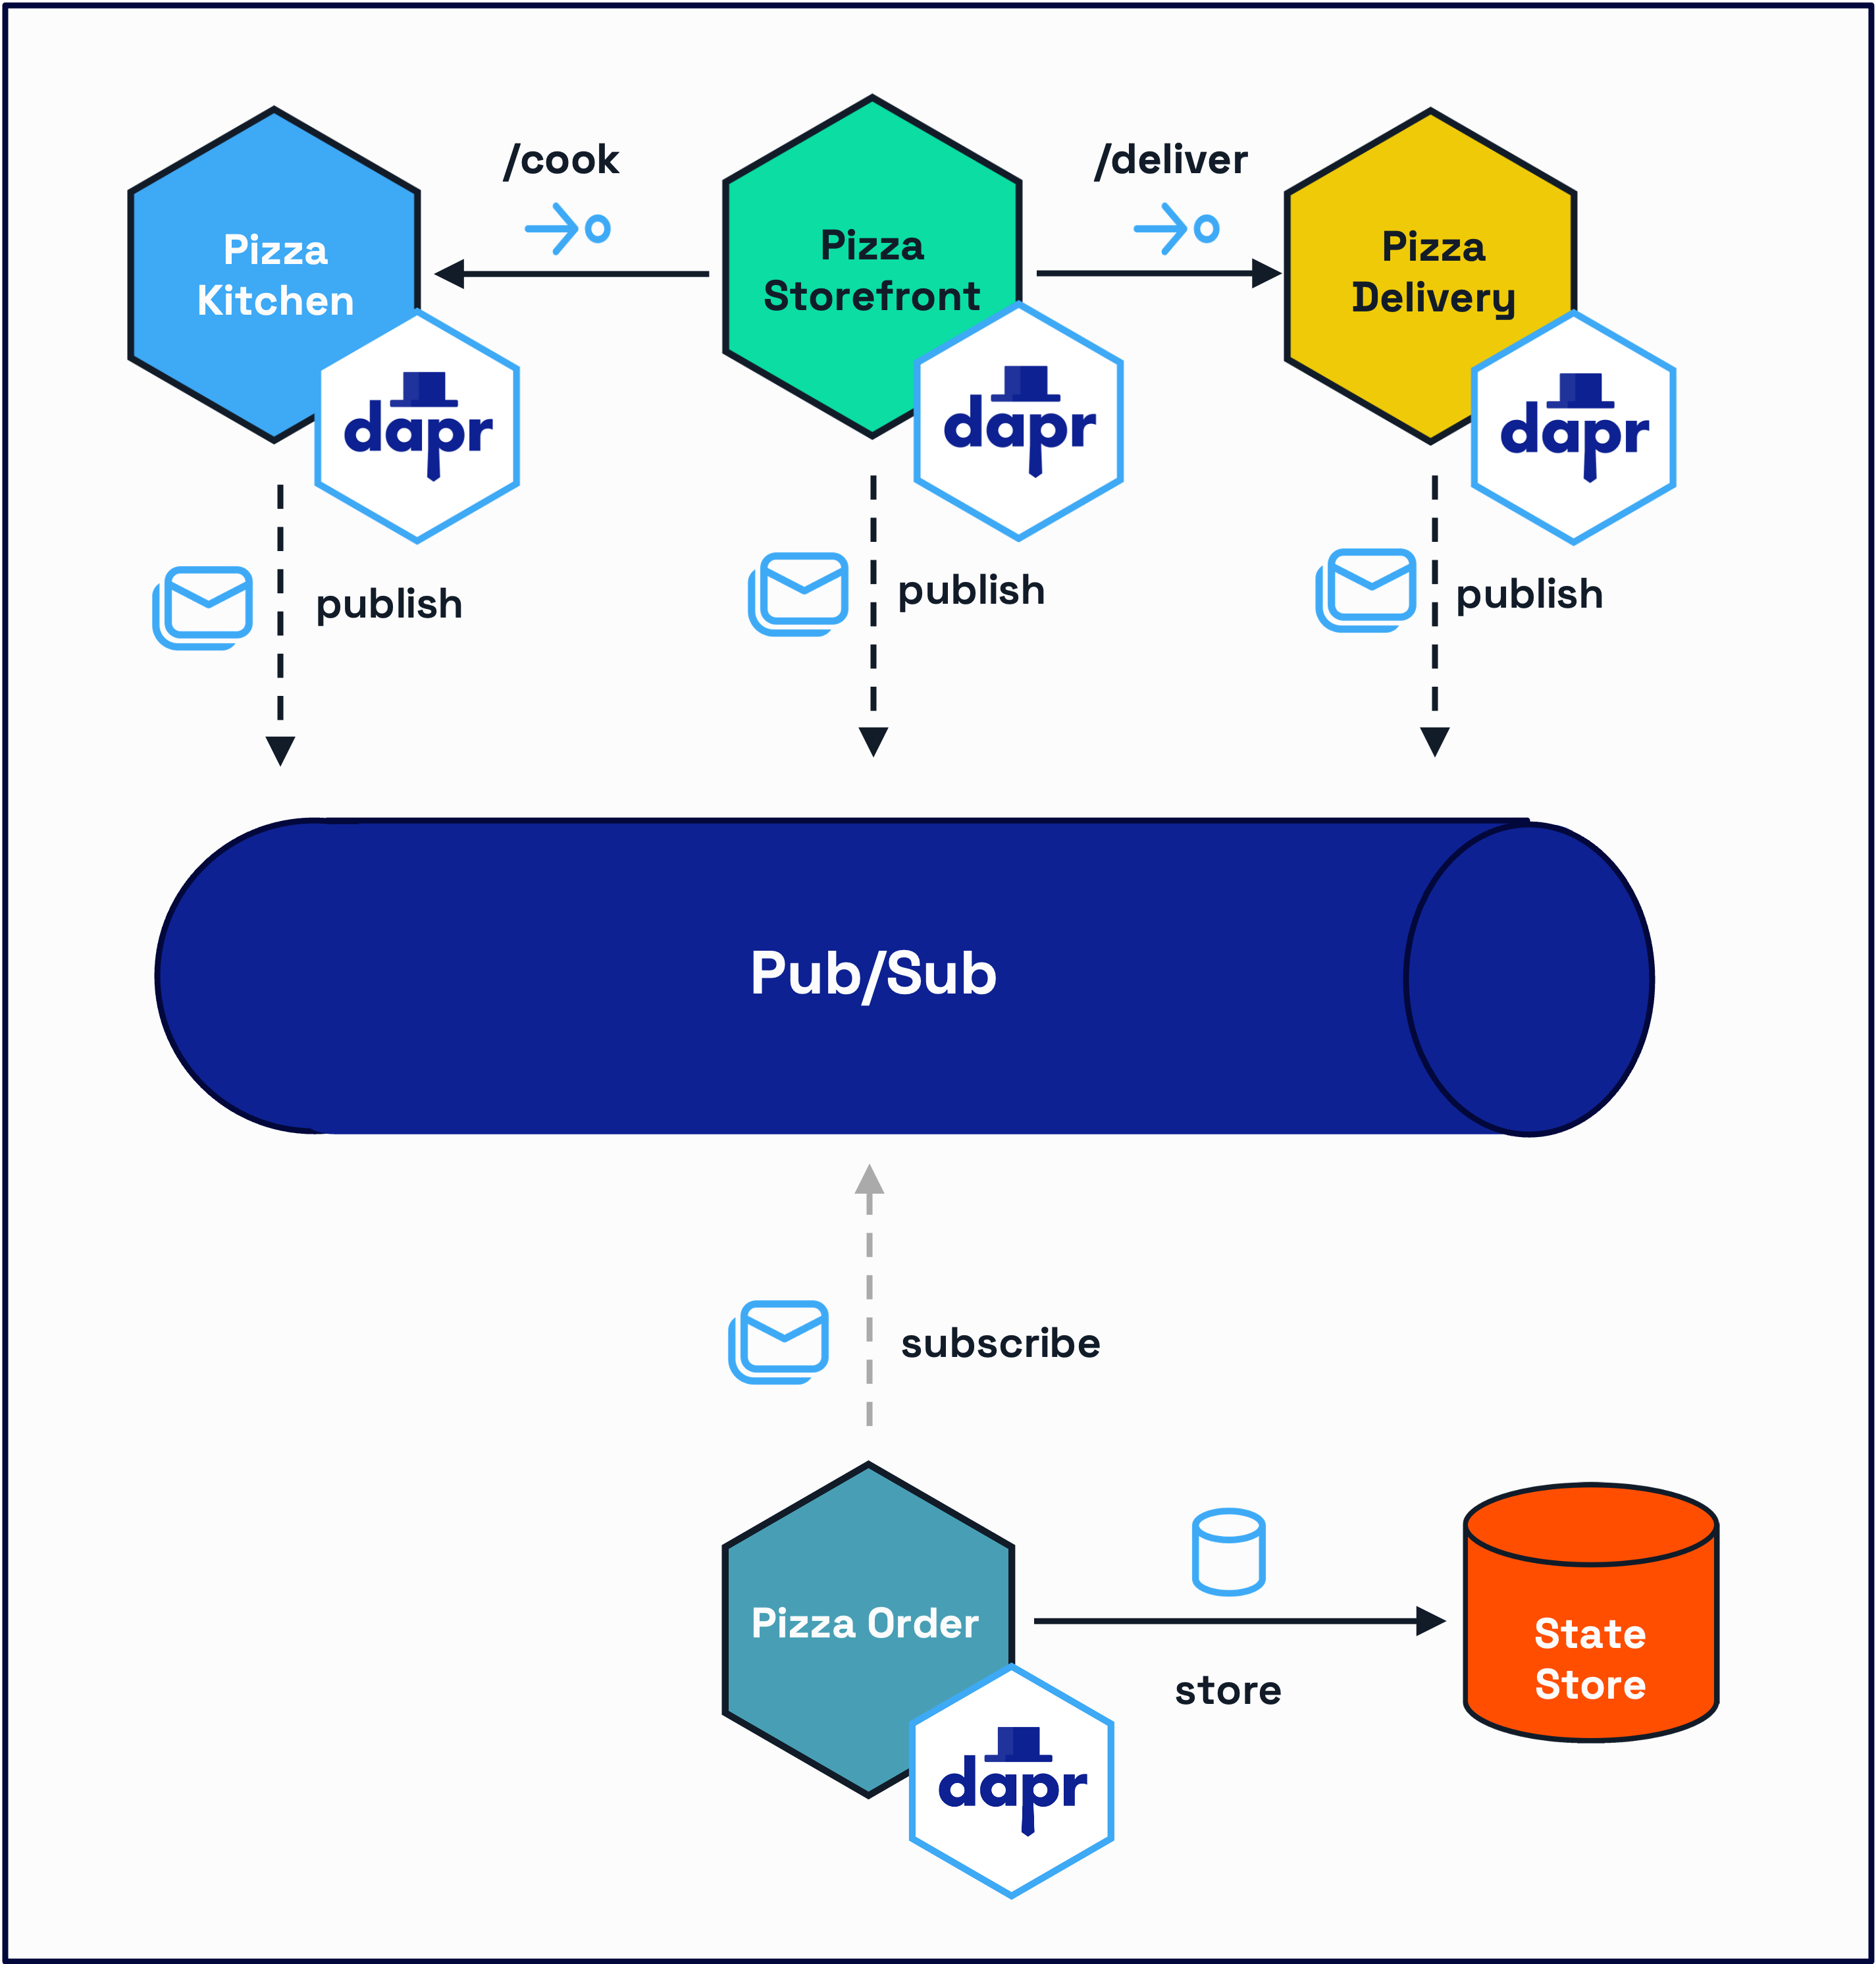 /cook
/deliver
Pizza
Kitchen
Pizza
Storefront
Pizza
Delivery
dapr
dapr
dapr
publish
publish
publish
Pub/Sub
subscribe
Pizza Order
store
State
Store
dapr